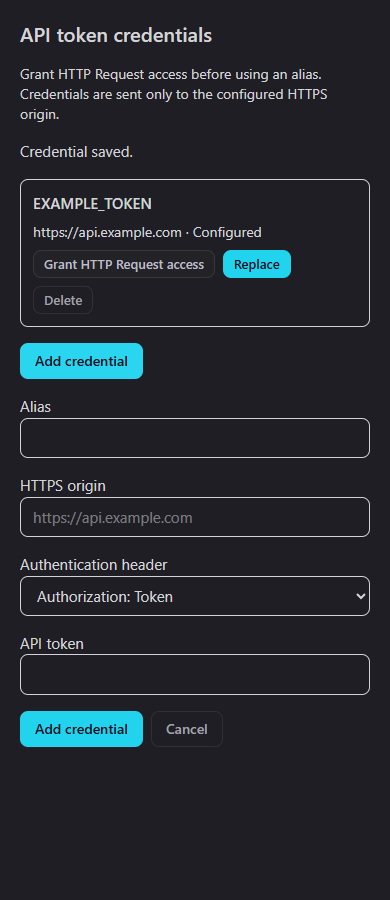 API token credentials
Grant HTTP Request access before using an alias.
Credentials are sent only to the configured HTTPS
origin.
Credential saved.
EXAMPLE_TOKEN
https://api.example.com · Configured
Grant HTTP Request access
Replace
Delete
Add credential
Alias
HTTPS origin
https://api.example.com
Authentication header
Authorization: Token
API token
Add credential
Cancel